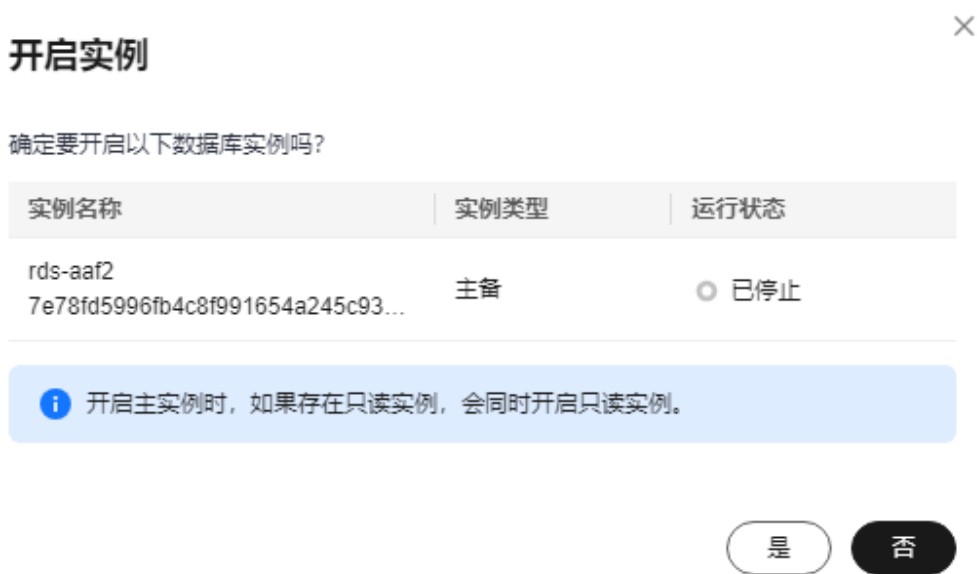 开启实例
确定要开启以下数据库实例吗?
实例名称 实例类型 运行状态
rds-aaf2
7e78fd5996fb4c8f991654a245c93...
主备
已停止
开启主实例时，如果存在只读实例，会同时开启只读实例。
是 否